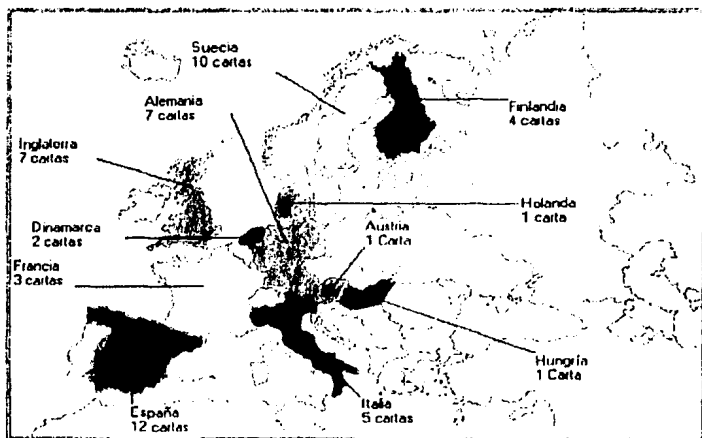 Suecia
10 cartas
Alemania
7 cartas
Finlandia
4 cartas
Inglaterra
7 cartas
Holanda
1 carta
Dinamarca
2 cartas
Austria
1 Carta
Francia
3 cartas
Hungría
1 Carta
Italia
5 cartas
España
12 cartas